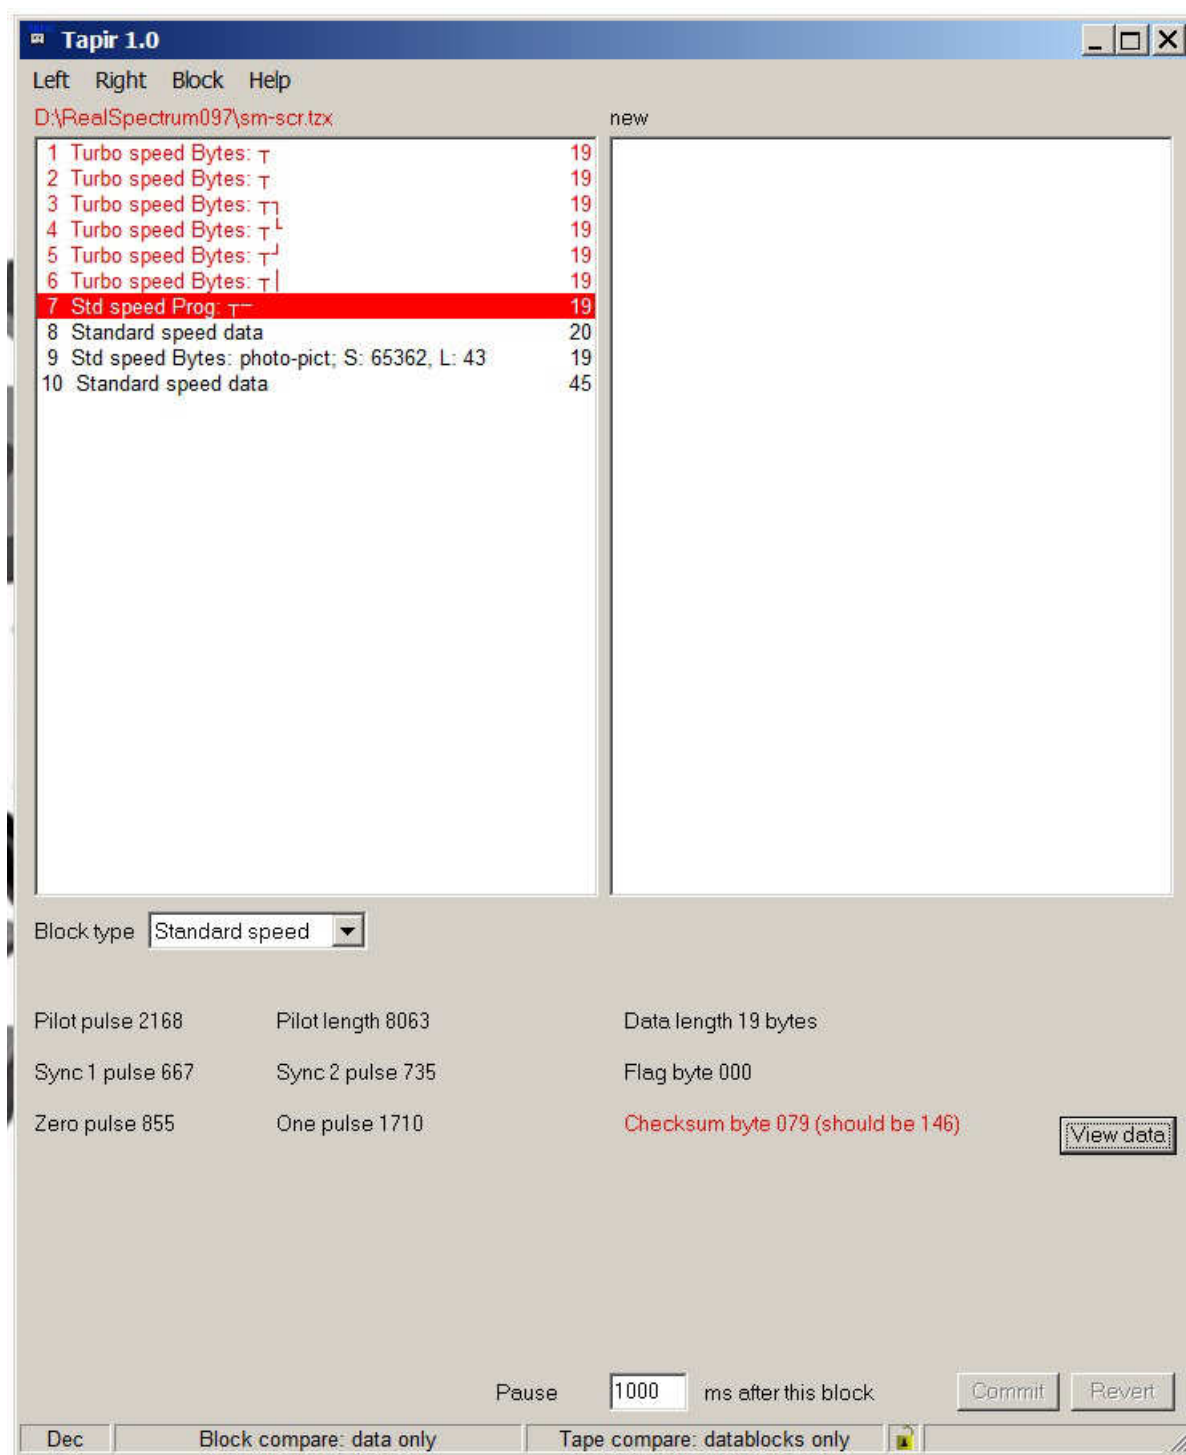 Tapir 1.0
Left Right Block Help
D:\RealSpectrum097\sm-scr.tzx new
1 Turbo speed Bytes: ┬ 19
2 Turbo speed Bytes: ┬ 19
3 Turbo speed Bytes: ┬┐ 19
4 Turbo speed Bytes: ┬└ 19
5 Turbo speed Bytes: ┬┘ 19
6 Turbo speed Bytes: ┬│ 19
7 Std speed Prog: ┬─ 19
8 Standard speed data 20
9 Std speed Bytes: photo-pict; S: 65362, L: 43 19
10 Standard speed data 45
Block type Standard speed
Pilot pulse 2168 Pilot length 8063 Data length 19 bytes
Sync 1 pulse 667 Sync 2 pulse 735 Flag byte 000
Zero pulse 855 One pulse 1710 Checksum byte 079 (should be 146) View data
Pause 1000 ms after this block Commit Revert
Dec Block compare: data only Tape compare: datablocks only